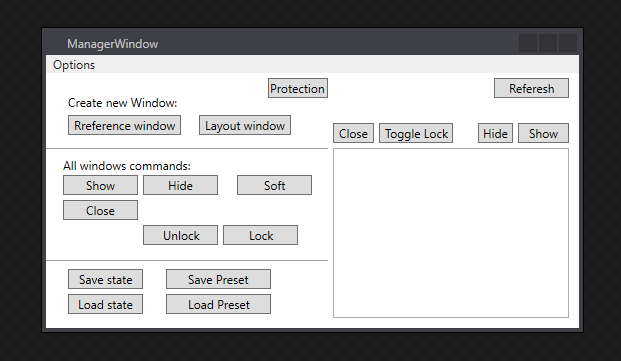 ManagerWindow
Options
Protection
Referesh
Create new Window:
Rreference window
Layout window
Close
Toggle Lock
Hide
Show
All windows commands:
Show
Hide
Soft
Close
Unlock
Lock
Save state
Save Preset
Load state
Load Preset